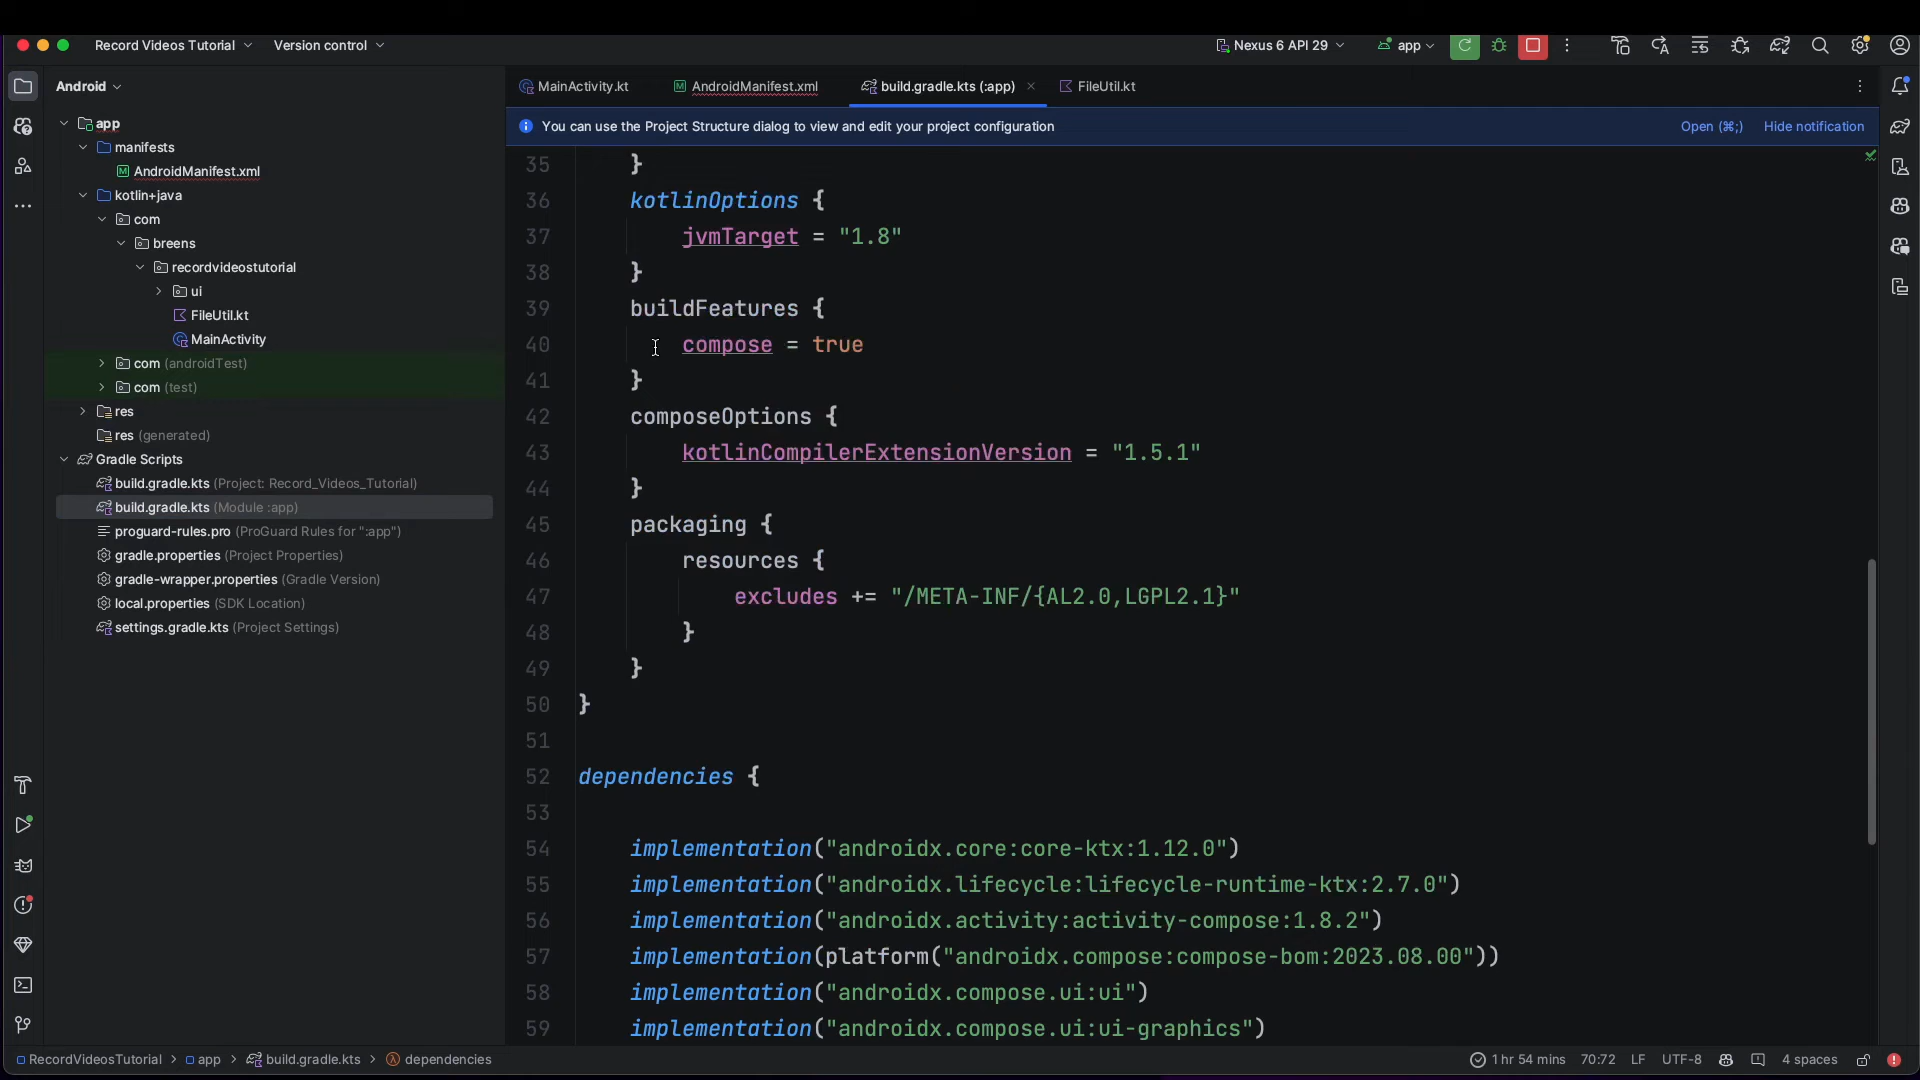 Record Videos Tutorial
Version control
Nexus 6 API 29
app
Android
MainActivity.kt
AndroidManifest.xml
build.gradle.kts (:app)
FileUtil.kt
You can use the Project Structure dialog to view and edit your project configuration
Open (⌘;)
Hide notification
app
manifests
AndroidManifest.xml
kotlin+java
com
breens
recordvideostutorial
ui
FileUtil.kt
MainActivity
com (androidTest)
com (test)
res
res (generated)
Gradle Scripts
build.gradle.kts (Project: Record_Videos_Tutorial)
build.gradle.kts (Module :app)
proguard-rules.pro (ProGuard Rules for ":app")
gradle.properties (Project Properties)
gradle-wrapper.properties (Gradle Version)
local.properties (SDK Location)
settings.gradle.kts (Project Settings)
35 }
36 kotlinOptions {
37 jvmTarget = "1.8"
38 }
39 buildFeatures {
40 compose = true
41 }
42 composeOptions {
43 kotlinCompilerExtensionVersion = "1.5.1"
44 }
45 packaging {
46 resources {
47 excludes += "/META-INF/{AL2.0,LGPL2.1}"
48 }
49 }
50 }
51
52 dependencies {
53
54 implementation("androidx.core:core-ktx:1.12.0")
55 implementation("androidx.lifecycle:lifecycle-runtime-ktx:2.7.0")
56 implementation("androidx.activity:activity-compose:1.8.2")
57 implementation(platform("androidx.compose:compose-bom:2023.08.00"))
58 implementation("androidx.compose.ui:ui")
59 implementation("androidx.compose.ui:ui-graphics")
RecordVideosTutorial > app > build.gradle.kts > dependencies
1 hr 54 mins
70:72
LF
UTF-8
4 spaces